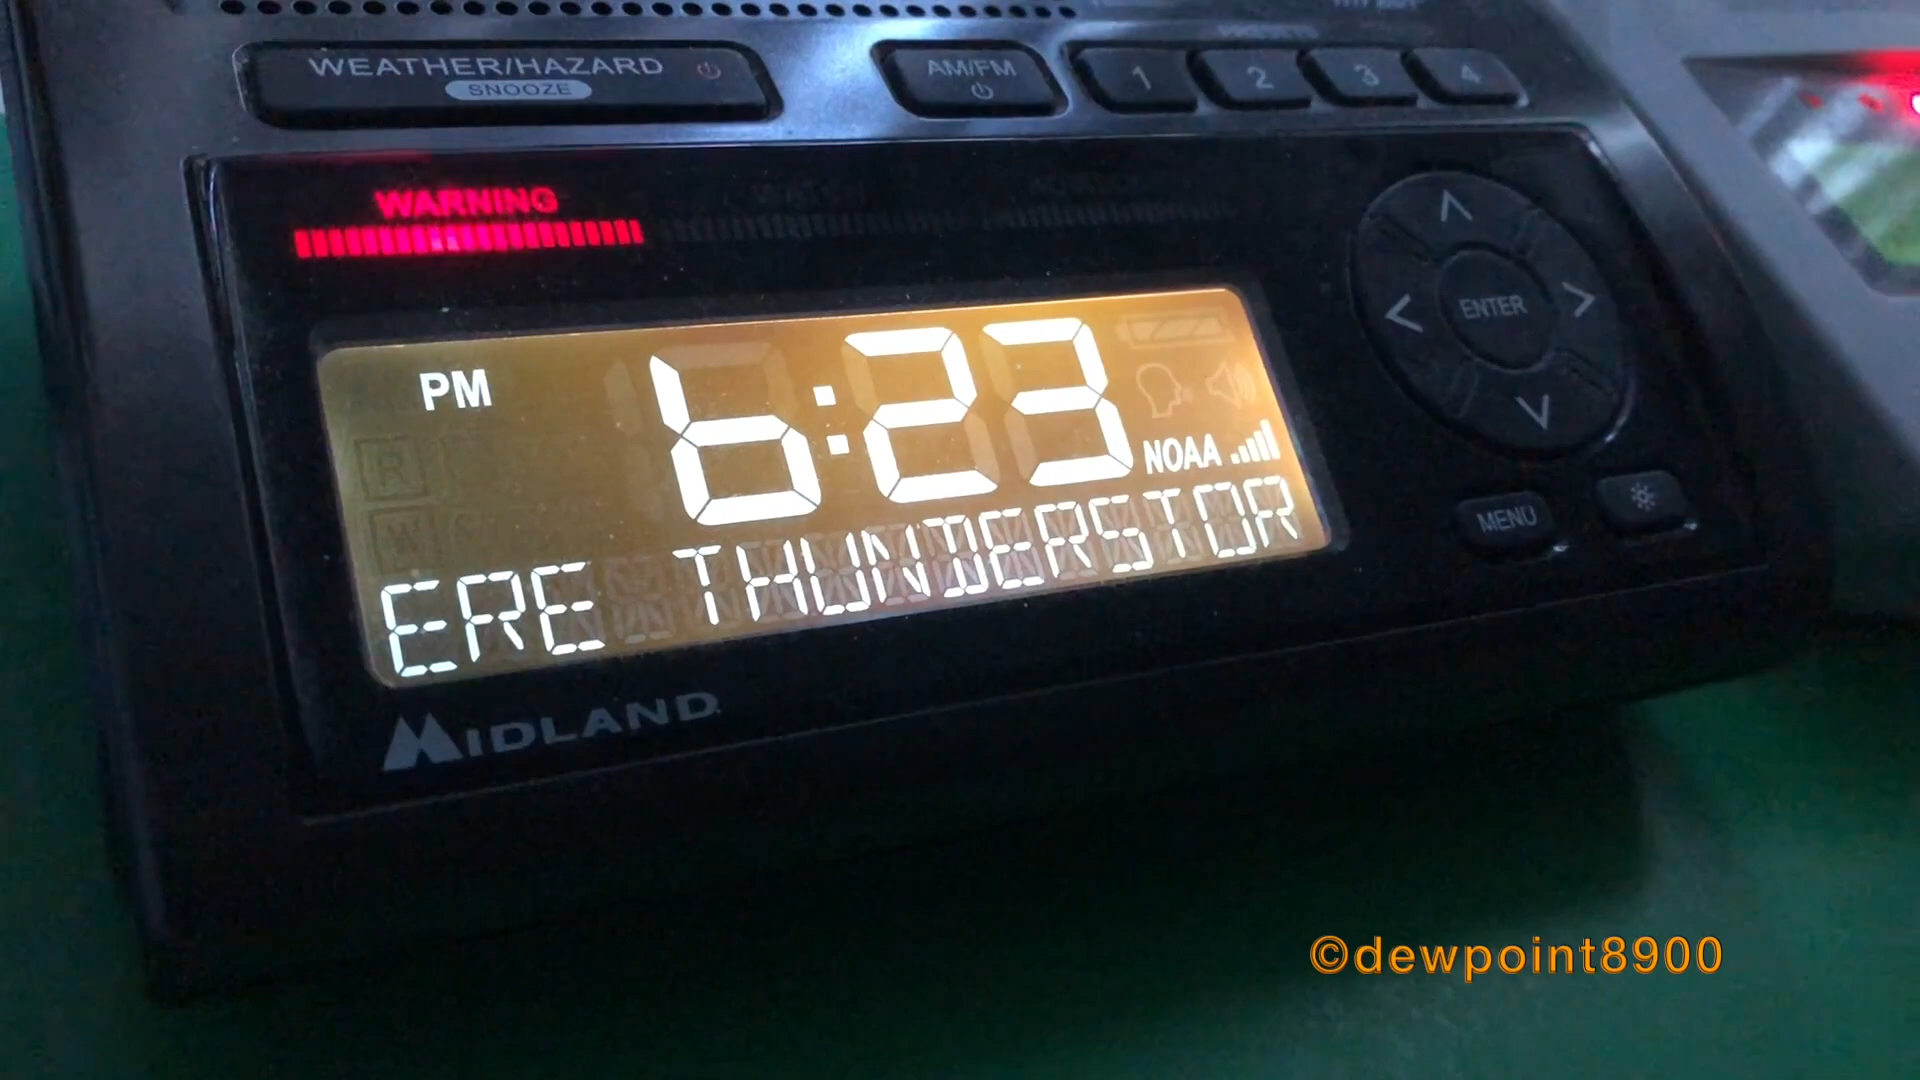 WEATHER/HAZARD
SNOOZE
AM/FM
1 2 3 4
WARNING
PM 6:23
NOAA
ERE THUNDERSTOR
MIDLAND
ENTER
MENU
©dewpoint8900